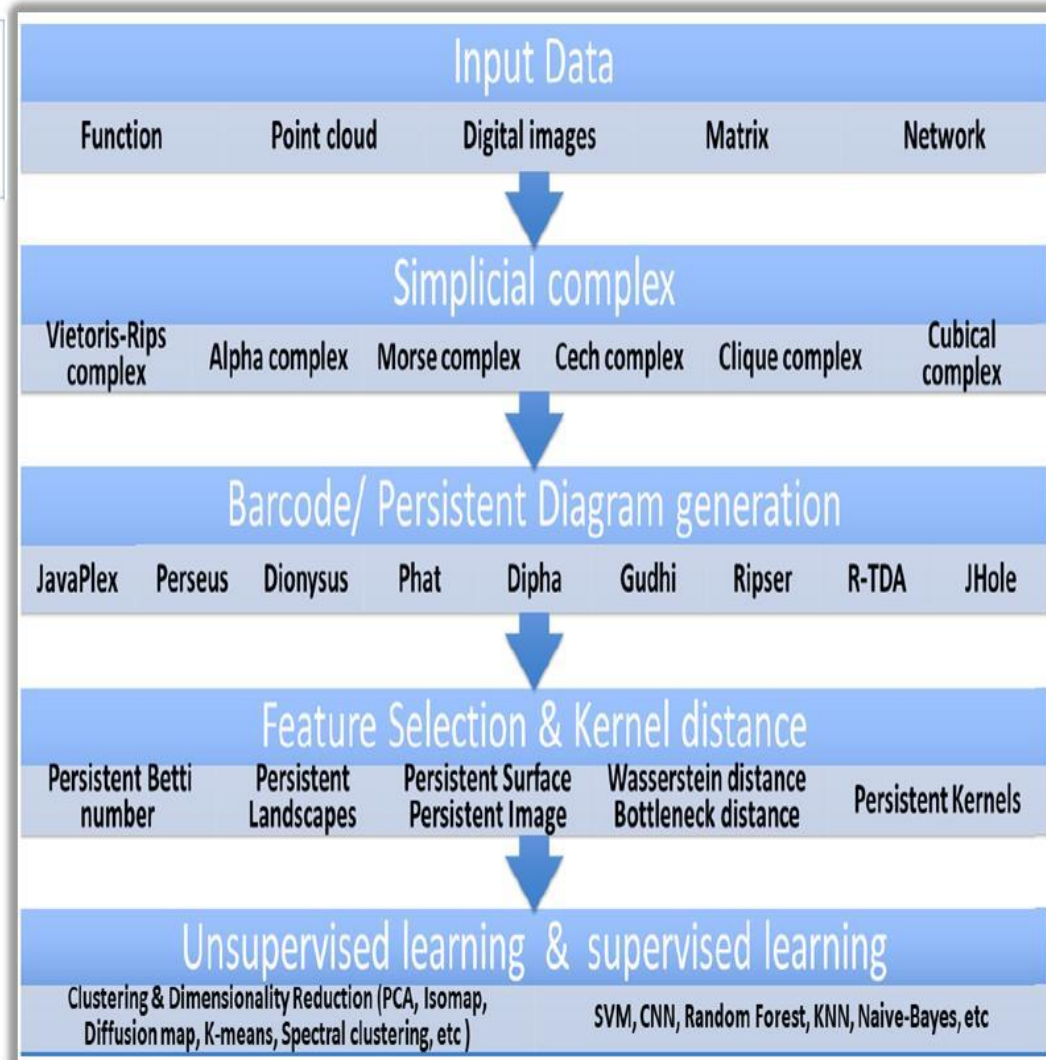 Input Data
Function Point cloud Digital images Matrix Network
Simplicial complex
Vietoris-Rips complex Alpha complex Morse complex Cech complex Clique complex Cubical complex
Barcode/ Persistent Diagram generation
JavaPlex Perseus Dionysus Phat Dipha Gudhi Ripser R-TDA JHole
Feature Selection & Kernel distance
Persistent Betti number
Persistent Landscapes
Persistent Surface
Persistent Image
Wasserstein distance
Bottleneck distance
Persistent Kernels
Unsupervised learning & supervised learning
Clustering & Dimensionality Reduction (PCA, Isomap,
Diffusion map, K-means, Spectral clustering, etc )
SVM, CNN, Random Forest, KNN, Naive-Bayes, etc